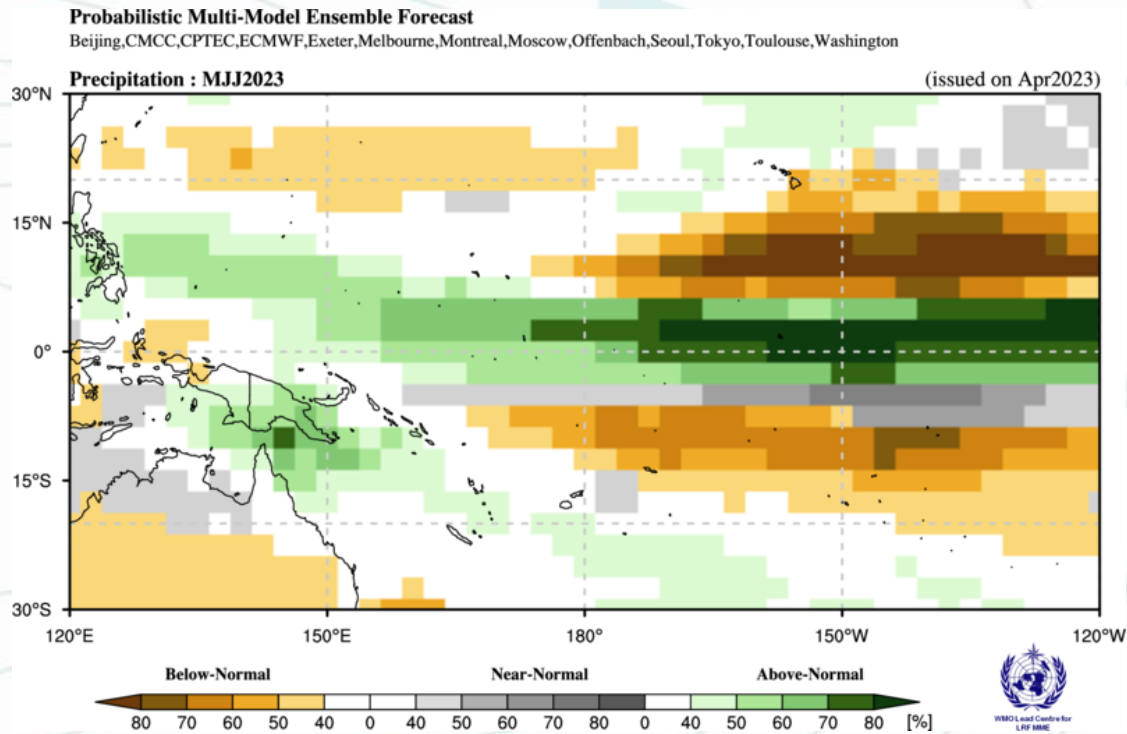 Probabilistic Multi-Model Ensemble Forecast
Beijing,CMCC,CPTEC,ECMWF,Exeter,Melbourne,Montreal,Moscow,Offenbach,Seoul,Tokyo,Toulouse,Washington
Precipitation : MJJ2023 (issued on Apr2023)
30°N
15°N
0°
15°S
30°S
120°E 150°E 180° 150°W 120°W
Below-Normal Near-Normal Above-Normal
80 70 60 50 40 0 40 50 60 70 0 40 50 60 70 80 [%]
WMO Lead Centre for
LRF MME